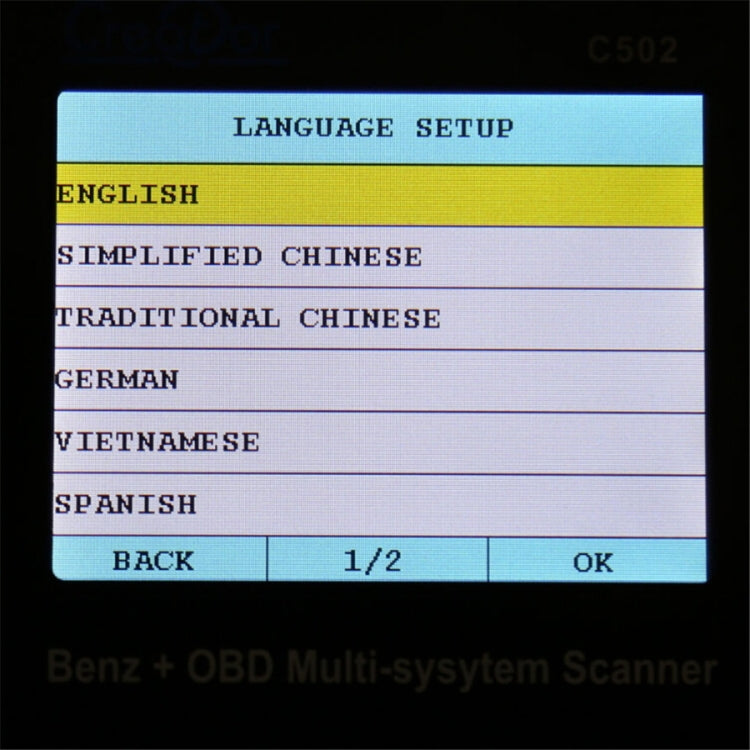 Creator
C502
LANGUAGE SETUP
ENGLISH
SIMPLIFIED CHINESE
TRADITIONAL CHINESE
GERMAN
VIETNAMESE
SPANISH
BACK 1/2 OK
Benz + OBD Multi-sysytem Scanner